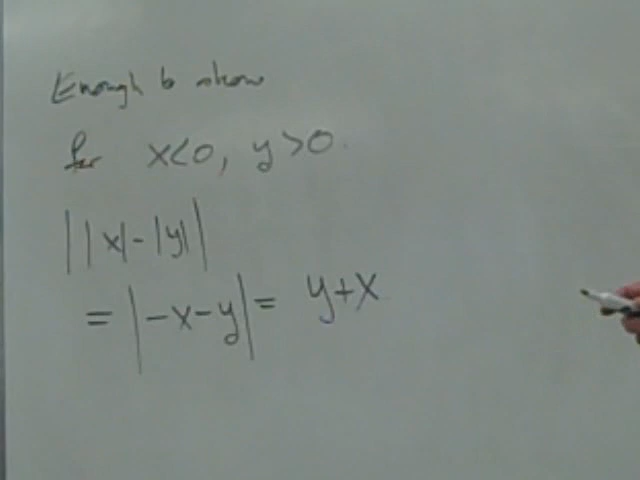 Enough to show
for x<0, y>0.
||x|-|y||
= |-x-y| = y+x